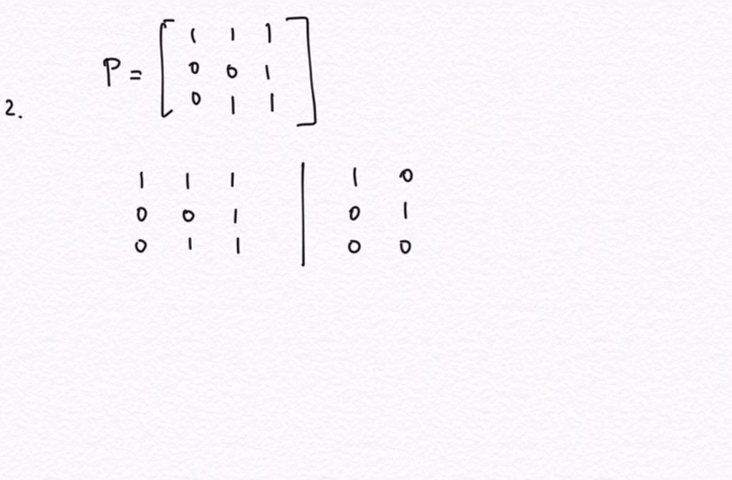 P = [ 1 1 1
0 0 1
0 1 1 ]
2.
1 1 1 | 1 0
0 0 1 | 0 1
0 1 1 | 0 0